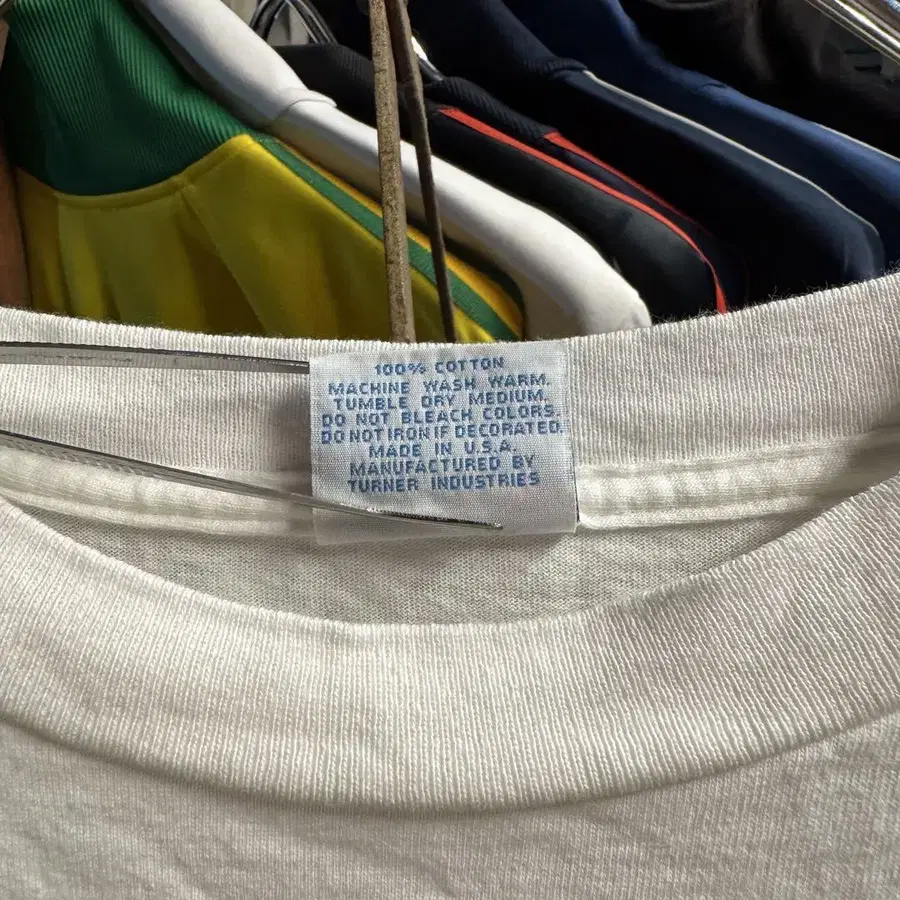 100% COTTON
MACHINE WASH WARM.
TUMBLE DRY MEDIUM.
DO NOT BLEACH COLORS.
DO NOT IRON IF DECORATED.
MADE IN U.S.A.
MANUFACTURED BY
TURNER INDUSTRIES